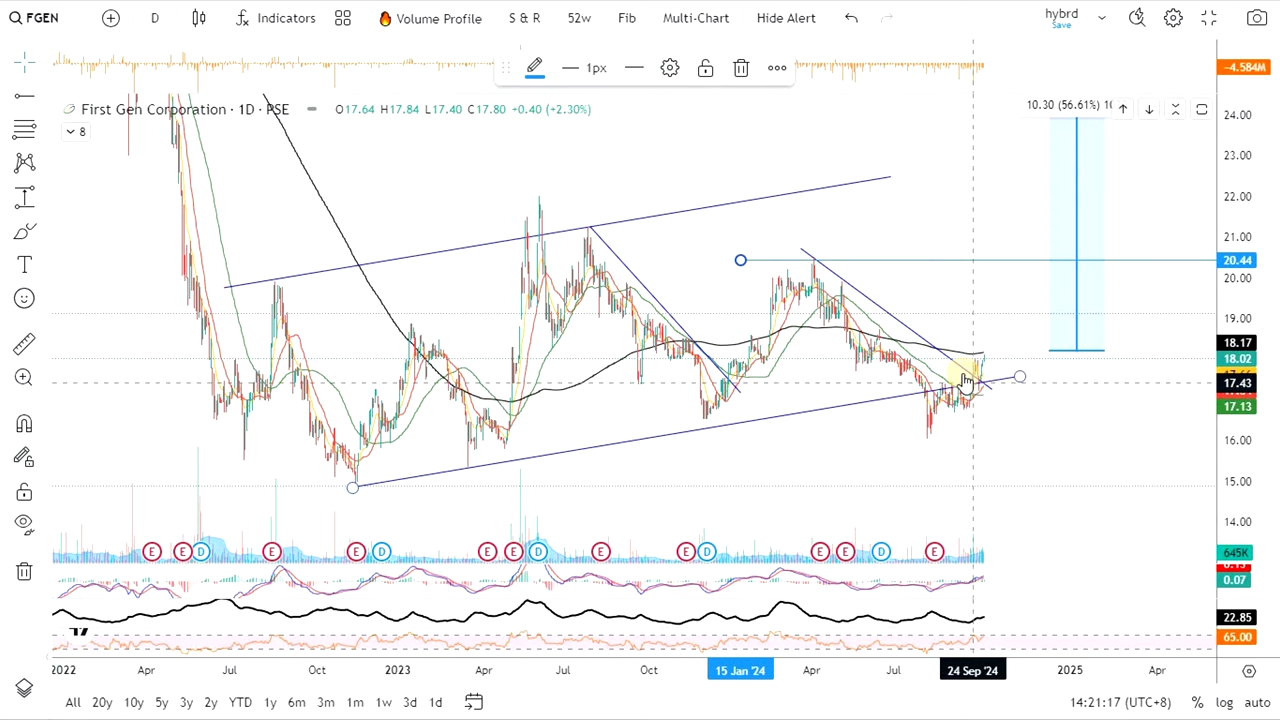 FGEN D Indicators Volume Profile S & R 52w Fib Multi-Chart Hide Alert hybrd
Save
1px
-4.584M
First Gen Corporation · 1D · PSE O17.64 H17.84 L17.40 C17.80 +0.40 (+2.30%)
10.30 (56.61%)
8
24.00
23.00
22.00
21.00
20.44
20.00
19.00
18.17
18.02
17.43
17.13
16.00
15.00
14.00
E E D E E D E E D E E D E E D E
645K
0.07
22.85
65.00
2022 Apr Jul Oct 2023 Apr Jul Oct 15 Jan '24 Apr Jul 24 Sep '24 2025 Apr
All 20y 10y 5y 3y 2y YTD 1y 6m 3m 1m 1w 3d 1d 14:21:17 (UTC+8) % log auto